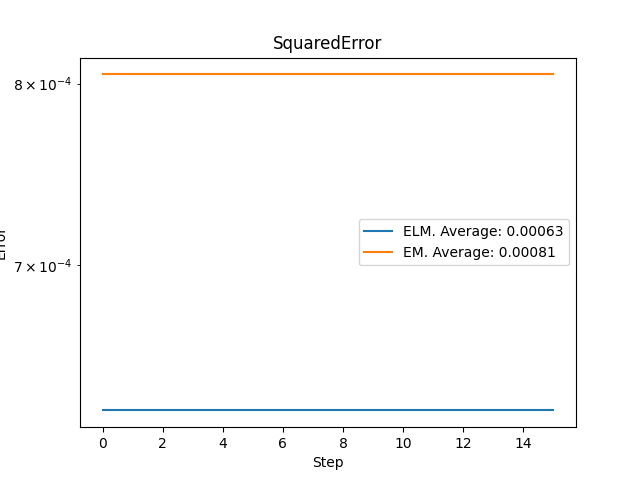 SquaredError
8 × 10⁻⁴
7 × 10⁻⁴
Error
ELM. Average: 0.00063
EM. Average: 0.00081
0 2 4 6 8 10 12 14
Step